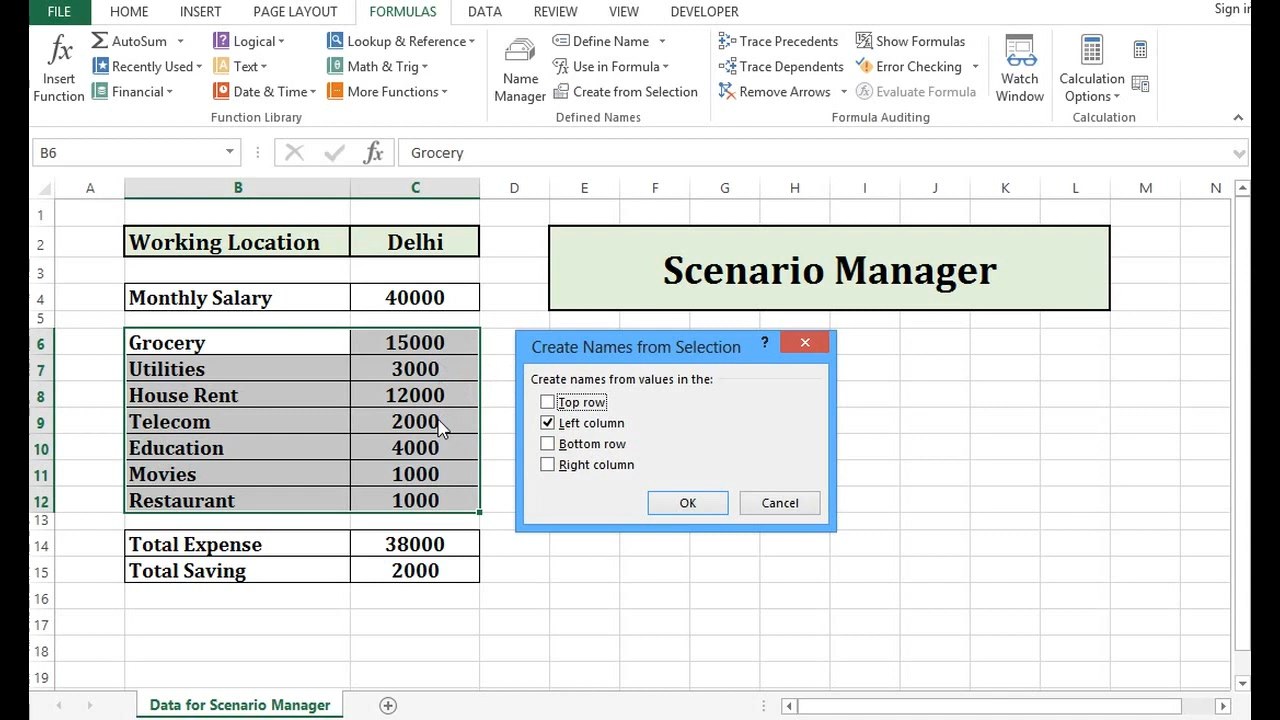 FILE HOME INSERT PAGE LAYOUT FORMULAS DATA REVIEW VIEW DEVELOPER Sign in
fx Insert Function
AutoSum
Recently Used
Financial
Logical
Text
Date & Time
Lookup & Reference
Math & Trig
More Functions
Function Library
Name Manager
Define Name
Use in Formula
Create from Selection
Defined Names
Trace Precedents
Trace Dependents
Remove Arrows
Show Formulas
Error Checking
Evaluate Formula
Formula Auditing
Watch Window
Calculation Options
Calculation
B6 fx Grocery
A B C D E F G H I J K L M N
1
2 Working Location Delhi
3
4 Monthly Salary 40000
5
6 Grocery 15000
7 Utilities 3000
8 House Rent 12000
9 Telecom 2000
10 Education 4000
11 Movies 1000
12 Restaurant 1000
13
14 Total Expense 38000
15 Total Saving 2000
16
17
18
19
Scenario Manager
Create Names from Selection ?
Create names from values in the:
Top row
Left column
Bottom row
Right column
OK Cancel
Data for Scenario Manager